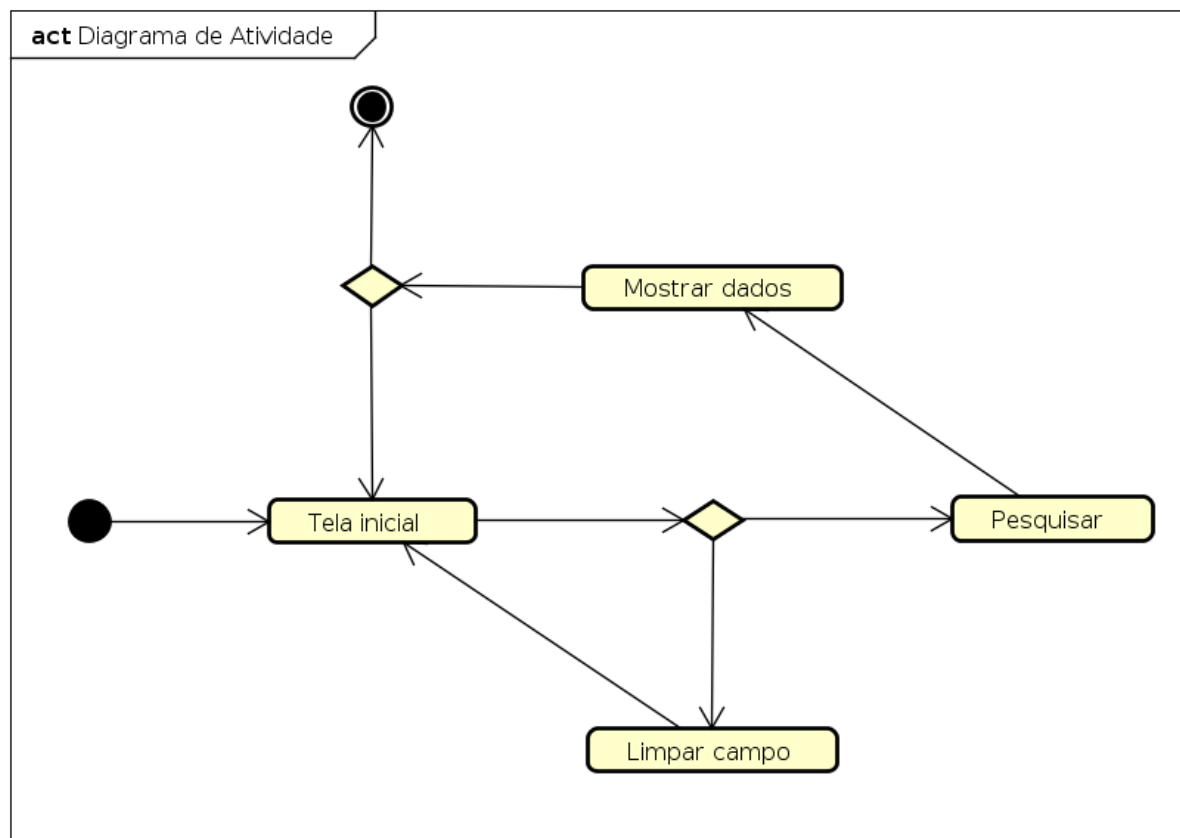 act Diagrama de Atividade
Mostrar dados
Tela inicial
Pesquisar
Limpar campo